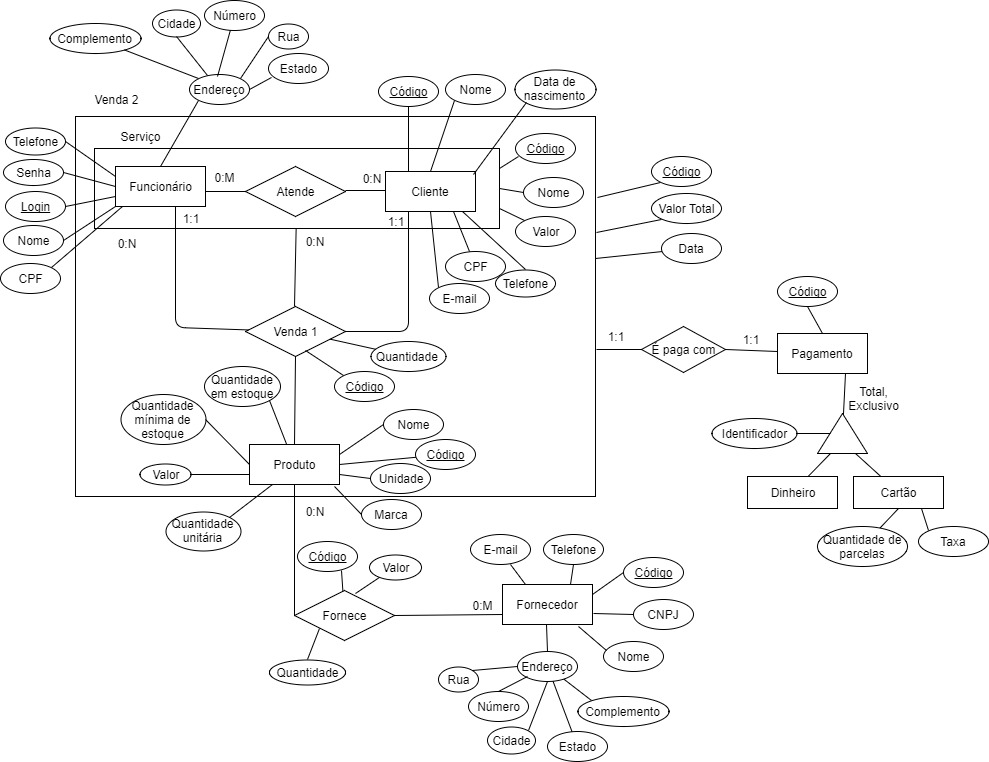 Número
Cidade
Complemento
Rua
Estado
Endereço
Código
Nome
Data de
nascimento
Venda 2
Serviço
Telefone
Senha
Login
Nome
CPF
Funcionário
0:M
Atende
0:N
Cliente
Código
Nome
Valor
1:1
1:1
0:N
0:N
CPF
Telefone
E-mail
Código
Valor Total
Data
Venda 1
Quantidade
Código
1:1
É paga com
1:1
Código
Pagamento
Total,
Exclusivo
Identificador
Dinheiro
Cartão
Quantidade de
parcelas
Taxa
Quantidade
em estoque
Quantidade
mínima de
estoque
Valor
Quantidade
unitária
Produto
Nome
Código
Unidade
Marca
0:N
Código
Valor
Fornece
Quantidade
0:M
E-mail
Telefone
Código
Fornecedor
CNPJ
Nome
Endereço
Rua
Número
Cidade
Estado
Complemento